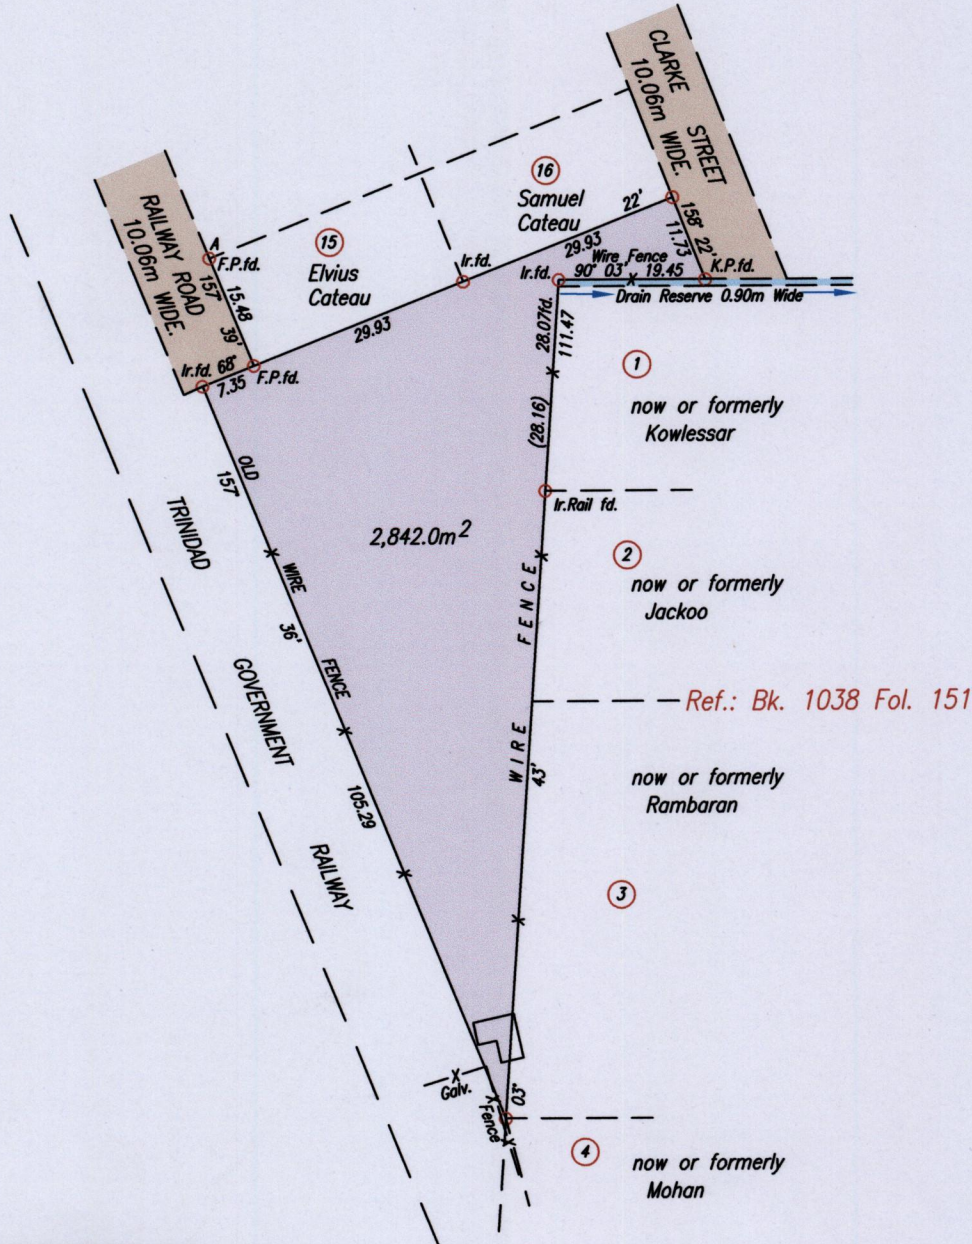 CLARKE STREET
10.06m WIDE.
RAILWAY ROAD
10.06m WIDE.
A
F.P.fd.
157°
15.48
39'
15
Elvius
Cateau
16
Samuel
Cateau
22'
29.93
158° 22'
11.73
Ir.fd.
Ir.fd.
Wire Fence
90° 03' 19.45
K.P.fd.
Drain Reserve 0.90m Wide
29.93
Ir.fd. 68°
7.35
F.P.fd.
28.07fd.
111.47
(28.16)
1
now or formerly
Kowlessar
Ir.Rail fd.
OLD WIRE FENCE
157°
36'
105.29
2,842.0m²
2
now or formerly
Jackoo
TRINIDAD GOVERNMENT RAILWAY
WIRE FENCE
43'
Ref.: Bk. 1038 Fol. 151
now or formerly
Rambaran
3
Galv.
Fence
03°
4
now or formerly
Mohan